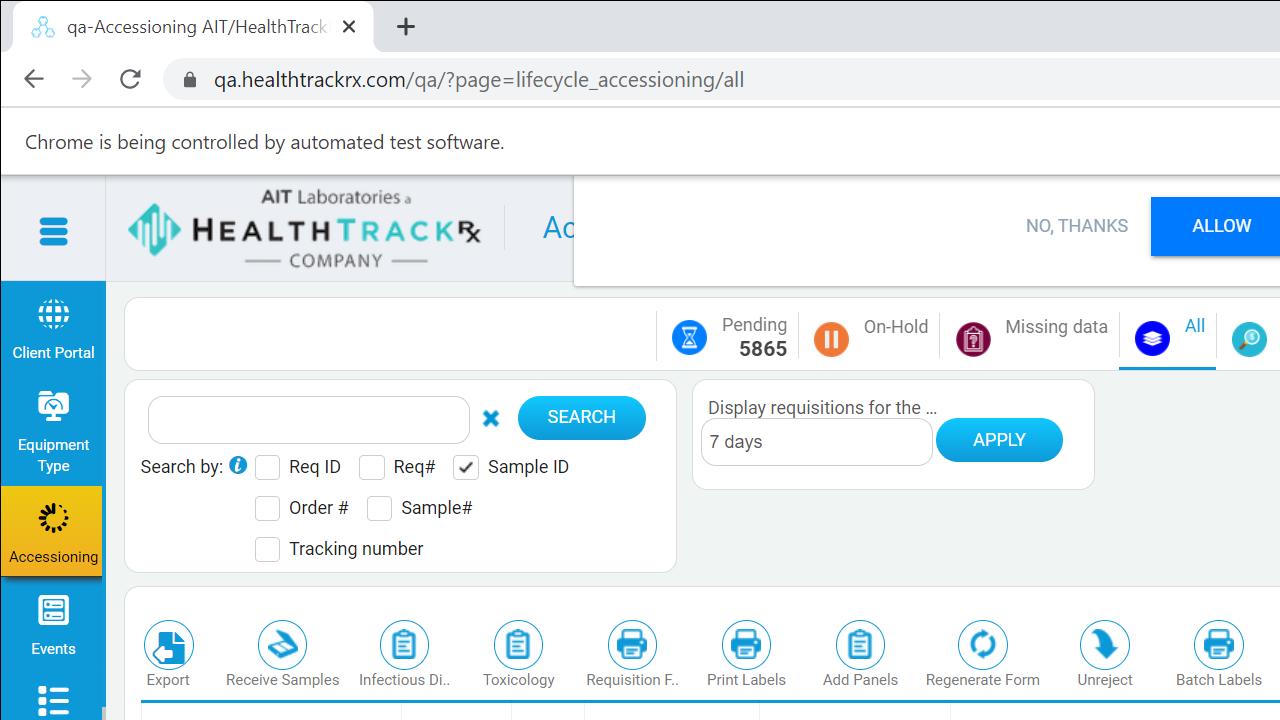 qa-Accessioning AIT/HealthTrack
qa.healthtrackrx.com/qa/?page=lifecycle_accessioning/all
Chrome is being controlled by automated test software.
AIT Laboratories a
HEALTHTRACKRx
COMPANY
Ac
NO, THANKS
ALLOW
Client Portal
Equipment
Type
Accessioning
Events
Pending
5865
On-Hold
Missing data
All
SEARCH
Search by:
Req ID
Req#
Sample ID
Order #
Sample#
Tracking number
Display requisitions for the ...
7 days
APPLY
Export
Receive Samples
Infectious Di..
Toxicology
Requisition F..
Print Labels
Add Panels
Regenerate Form
Unreject
Batch Labels